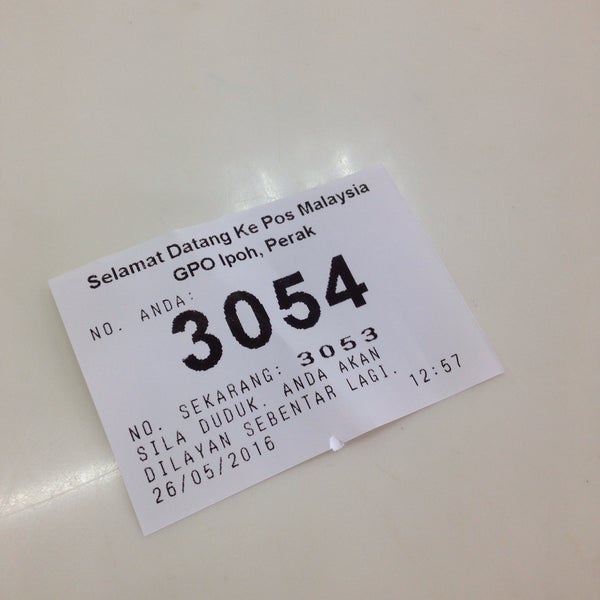 Selamat Datang Ke Pos Malaysia
GPO Ipoh, Perak
NO. ANDA: 3054
NO. SEKARANG: 3053
SILA DUDUK. ANDA AKAN
DILAYAN SEBENTAR LAGI.
26/05/2016 12:57